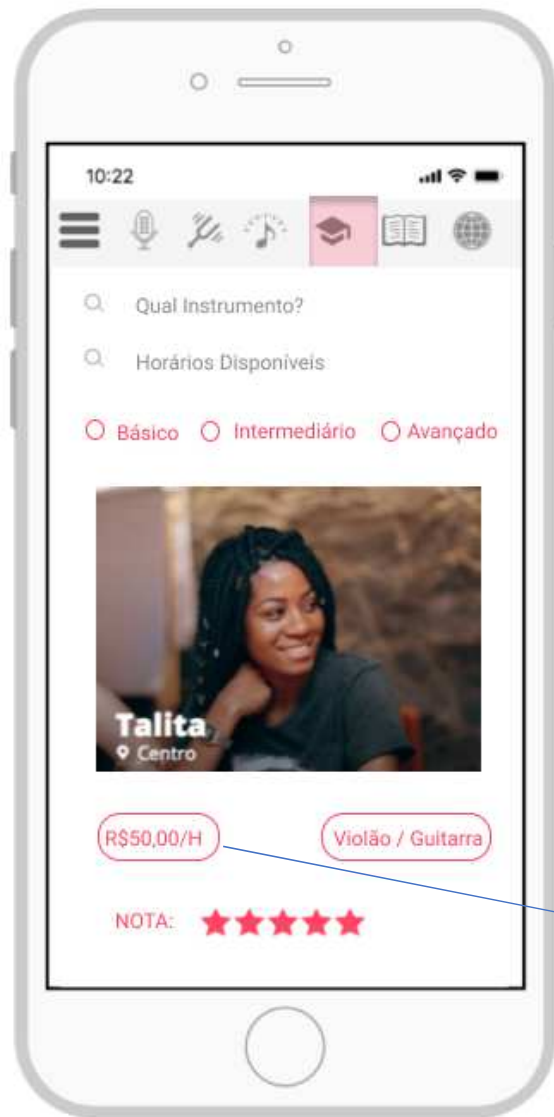 10:22
Qual Instrumento?
Horários Disponíveis
Básico Intermediário Avançado
Talita
Centro
R$50,00/H Violão / Guitarra
NOTA: